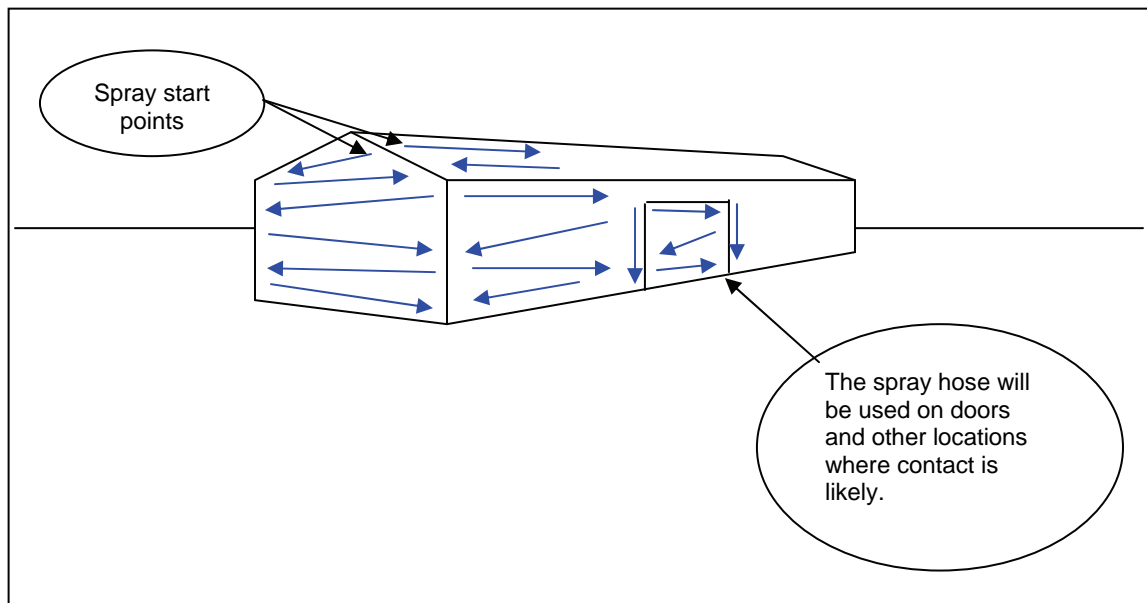 Spray start
points
The spray hose will
be used on doors
and other locations
where contact is
likely.